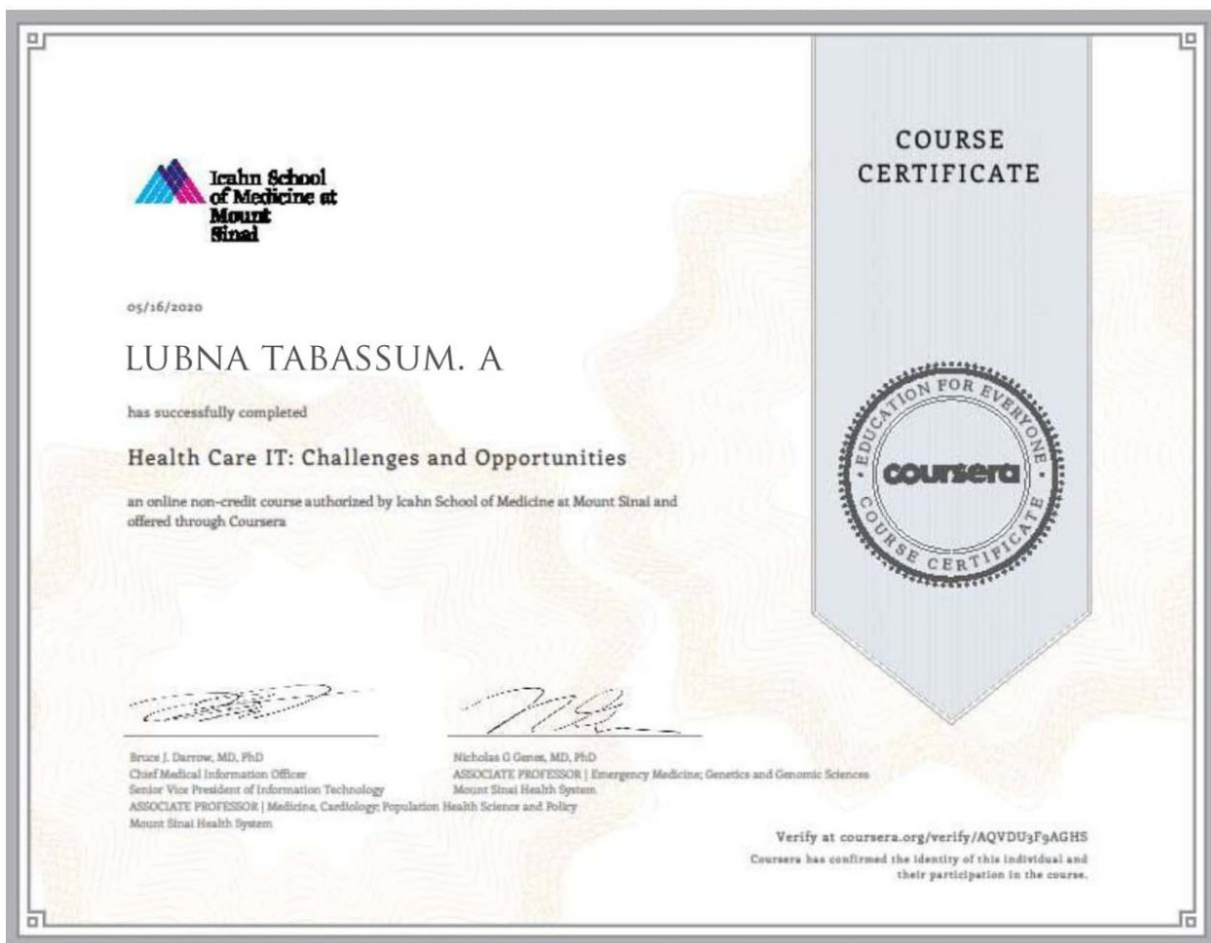 Icahn School
of Medicine at
Mount
Sinai
COURSE
CERTIFICATE
05/16/2020
LUBNA TABASSUM. A
has successfully completed
Health Care IT: Challenges and Opportunities
an online non-credit course authorized by Icahn School of Medicine at Mount Sinai and
offered through Coursera
EDUCATION FOR EVERYONE
coursera
COURSE CERTIFICATE
Bruce J. Darrow, MD, PhD
Chief Medical Information Officer
Senior Vice President of Information Technology
ASSOCIATE PROFESSOR | Medicine, Cardiology; Population Health Science and Policy
Mount Sinai Health System
Nicholas G Genes, MD, PhD
ASSOCIATE PROFESSOR | Emergency Medicine; Genetics and Genomic Sciences
Mount Sinai Health System
Verify at coursera.org/verify/AQVDU3F9AGHS
Coursera has confirmed the identity of this individual and
their participation in the course.